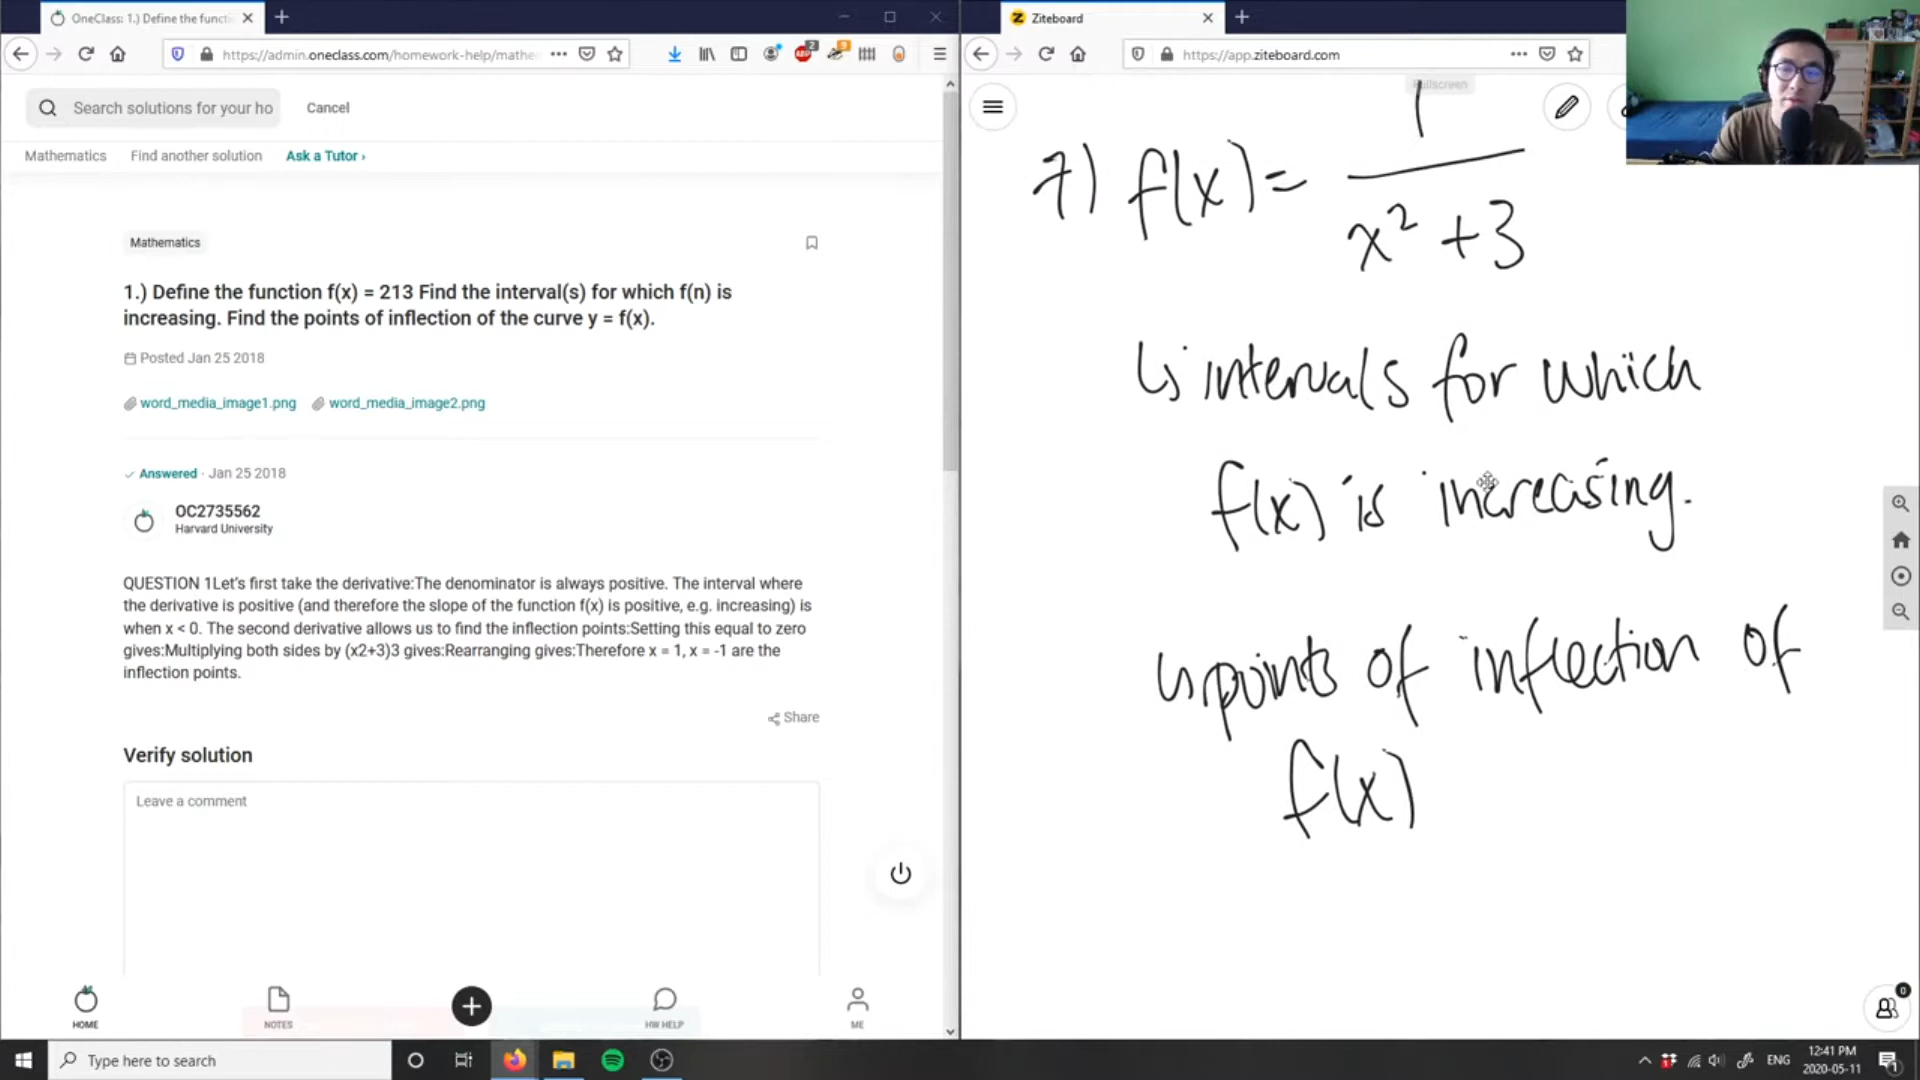 OneClass: 1.) Define the functi
Ziteboard
https://admin.oneclass.com/homework-help/mathe
https://app.ziteboard.com
Fullscreen
Search solutions for your ho
Cancel
Mathematics
Find another solution
Ask a Tutor ›
Mathematics
1.) Define the function f(x) = 213 Find the interval(s) for which f(n) is
increasing. Find the points of inflection of the curve y = f(x).
Posted Jan 25 2018
word_media_image1.png
word_media_image2.png
Answered · Jan 25 2018
OC2735562
Harvard University
QUESTION 1Let's first take the derivative:The denominator is always positive. The interval where
the derivative is positive (and therefore the slope of the function f(x) is positive, e.g. increasing) is
when x < 0. The second derivative allows us to find the inflection points:Setting this equal to zero
gives:Multiplying both sides by (x2+3)3 gives:Rearranging gives:Therefore x = 1, x = -1 are the
inflection points.
Share
Verify solution
Leave a comment
HOME
NOTES
HW HELP
ME
7) f(x) = 1
x² + 3
intervals for which
f(x) is increasing.
points of inflection of
f(x)
0
Type here to search
ENG
12:41 PM
2020-05-11
1